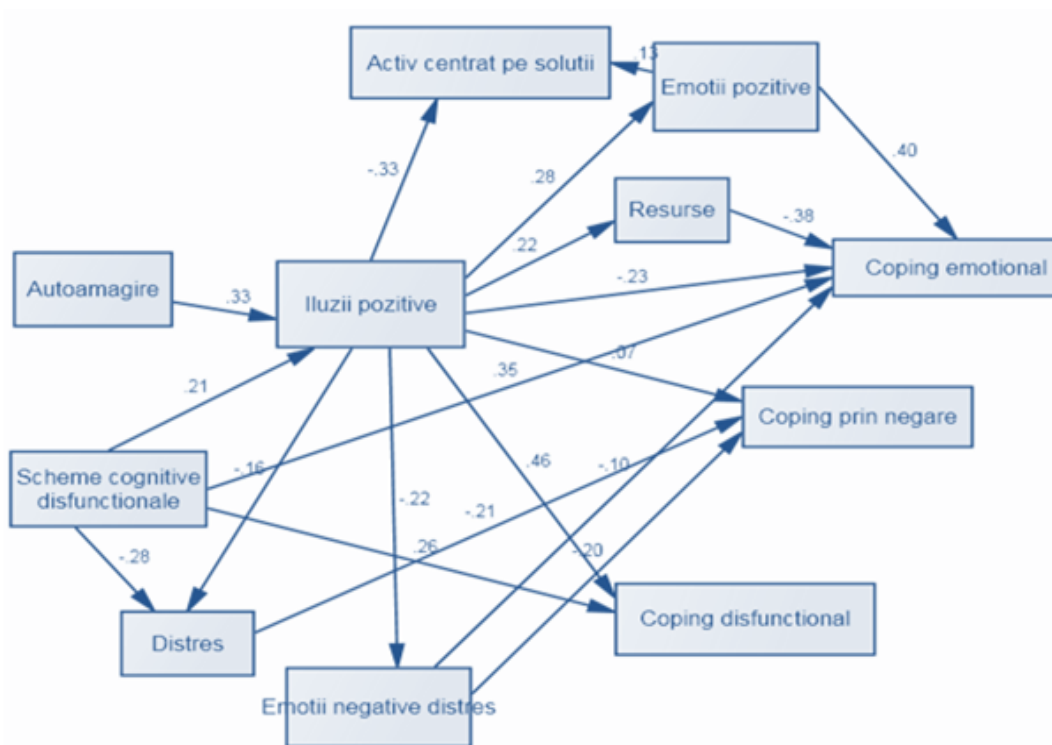 Activ centrat pe solutii
.13
Emotii pozitive
-.33
.28
.40
Resurse
.22
-.38
Autoamagire
.33
Iluzii pozitive
-.23
Coping emotional
.07
.21
.35
Coping prin negare
Scheme cognitive
disfunctionale
-.16
.46
-.10
-.22
-.21
-.28
.26
-.20
Coping disfunctional
Distres
Emotii negative distres